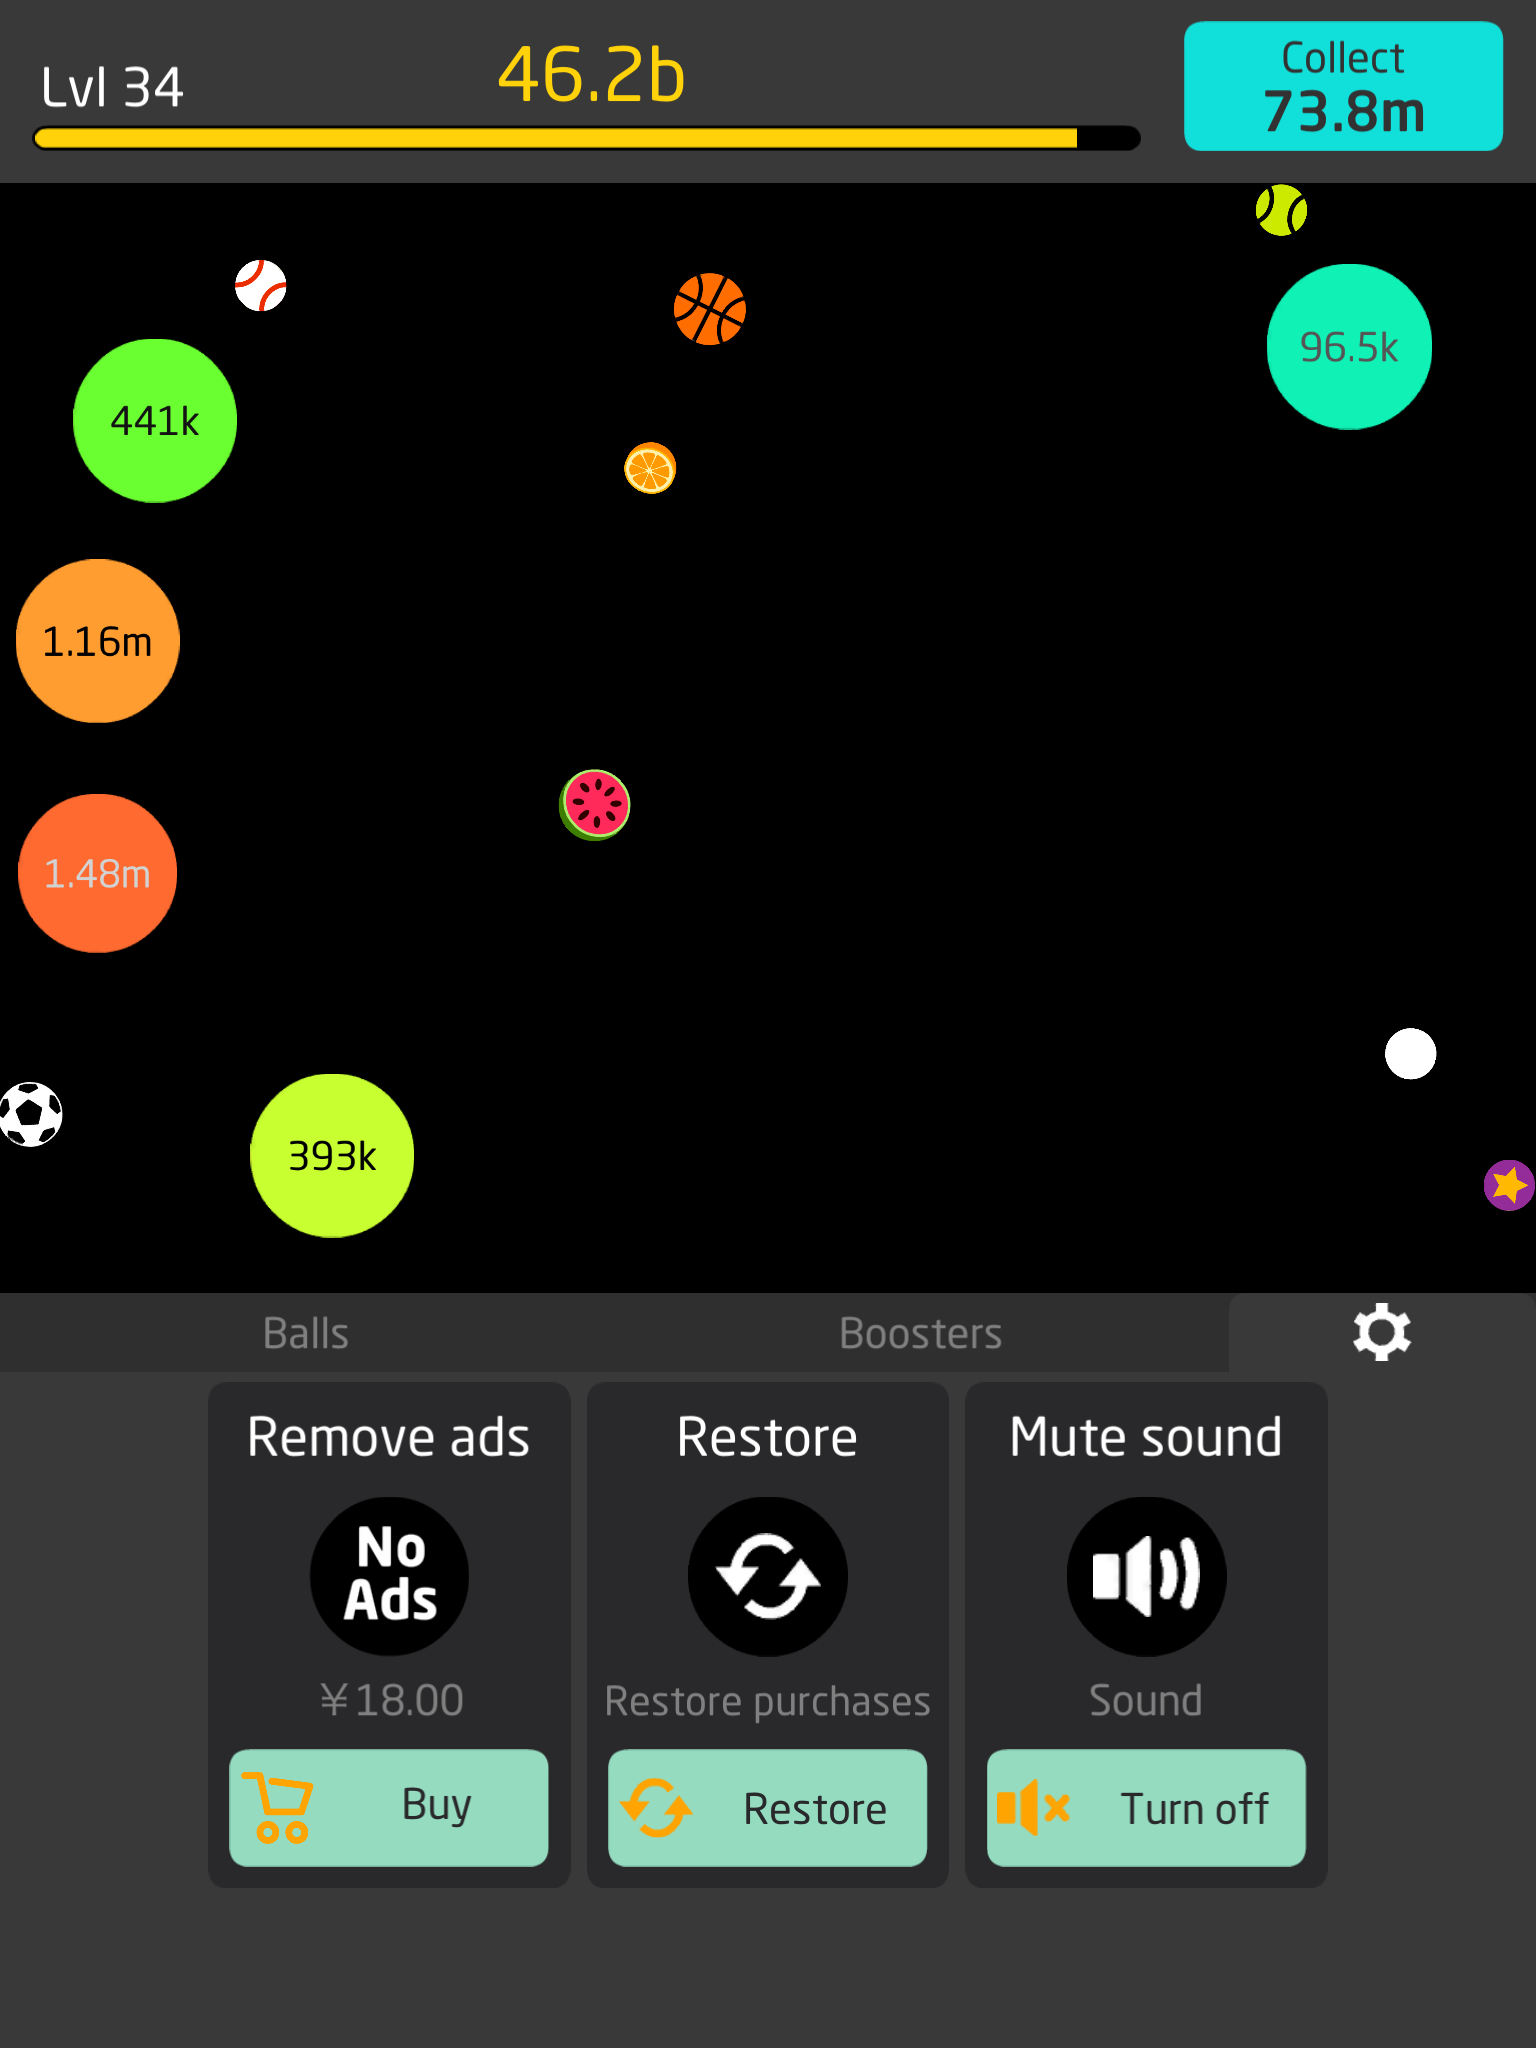 Lvl 34
46.2b
Collect
73.8m
96.5k
441k
1.16m
1.48m
393k
Balls
Boosters
Remove ads
Restore
Mute sound
No
Ads
¥18.00
Restore purchases
Sound
Buy
Restore
Turn off